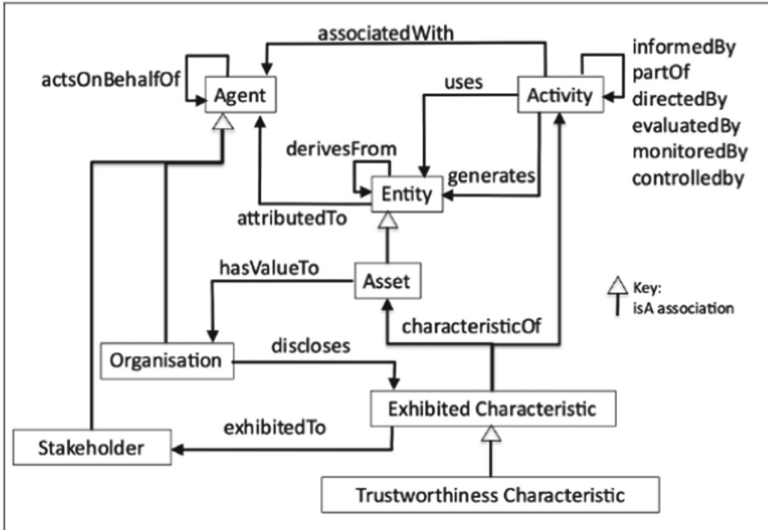 associatedWith
informedBy
actsOnBehalfOf
partOf
Agent
uses
Activity
directedBy
evaluatedBy
derivesFrom
monitoredBy
generates
controlledby
Entity
attributedTo
hasValueTo
Asset
Key:
isA association
characteristicOf
discloses
Organisation
Exhibited Characteristic
exhibitedTo
Stakeholder
Trustworthiness Characteristic